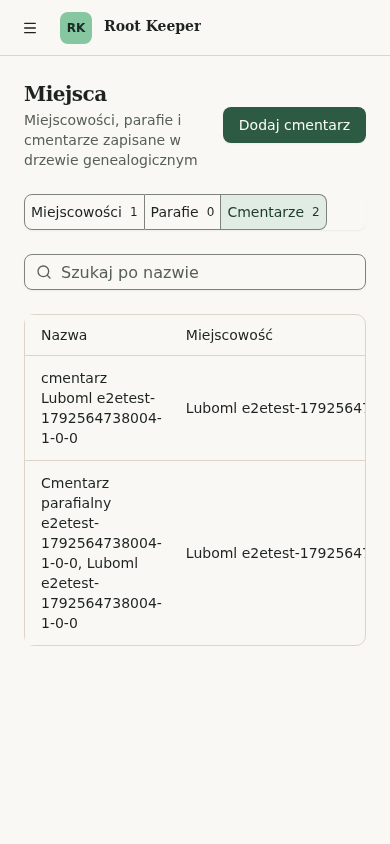 RK
Root Keeper
Miejsca
Miejscowości, parafie i
cmentarze zapisane w
drzewie genealogicznym
Dodaj cmentarz
Miejscowości 1
Parafie 0
Cmentarze 2
Szukaj po nazwie
Nazwa
Miejscowość
cmentarz
Luboml e2etest-
1792564738004-
1-0-0
Luboml e2etest-1792564
Cmentarz
parafialny
e2etest-
1792564738004-
1-0-0, Luboml
e2etest-
1792564738004-
1-0-0
Luboml e2etest-1792564